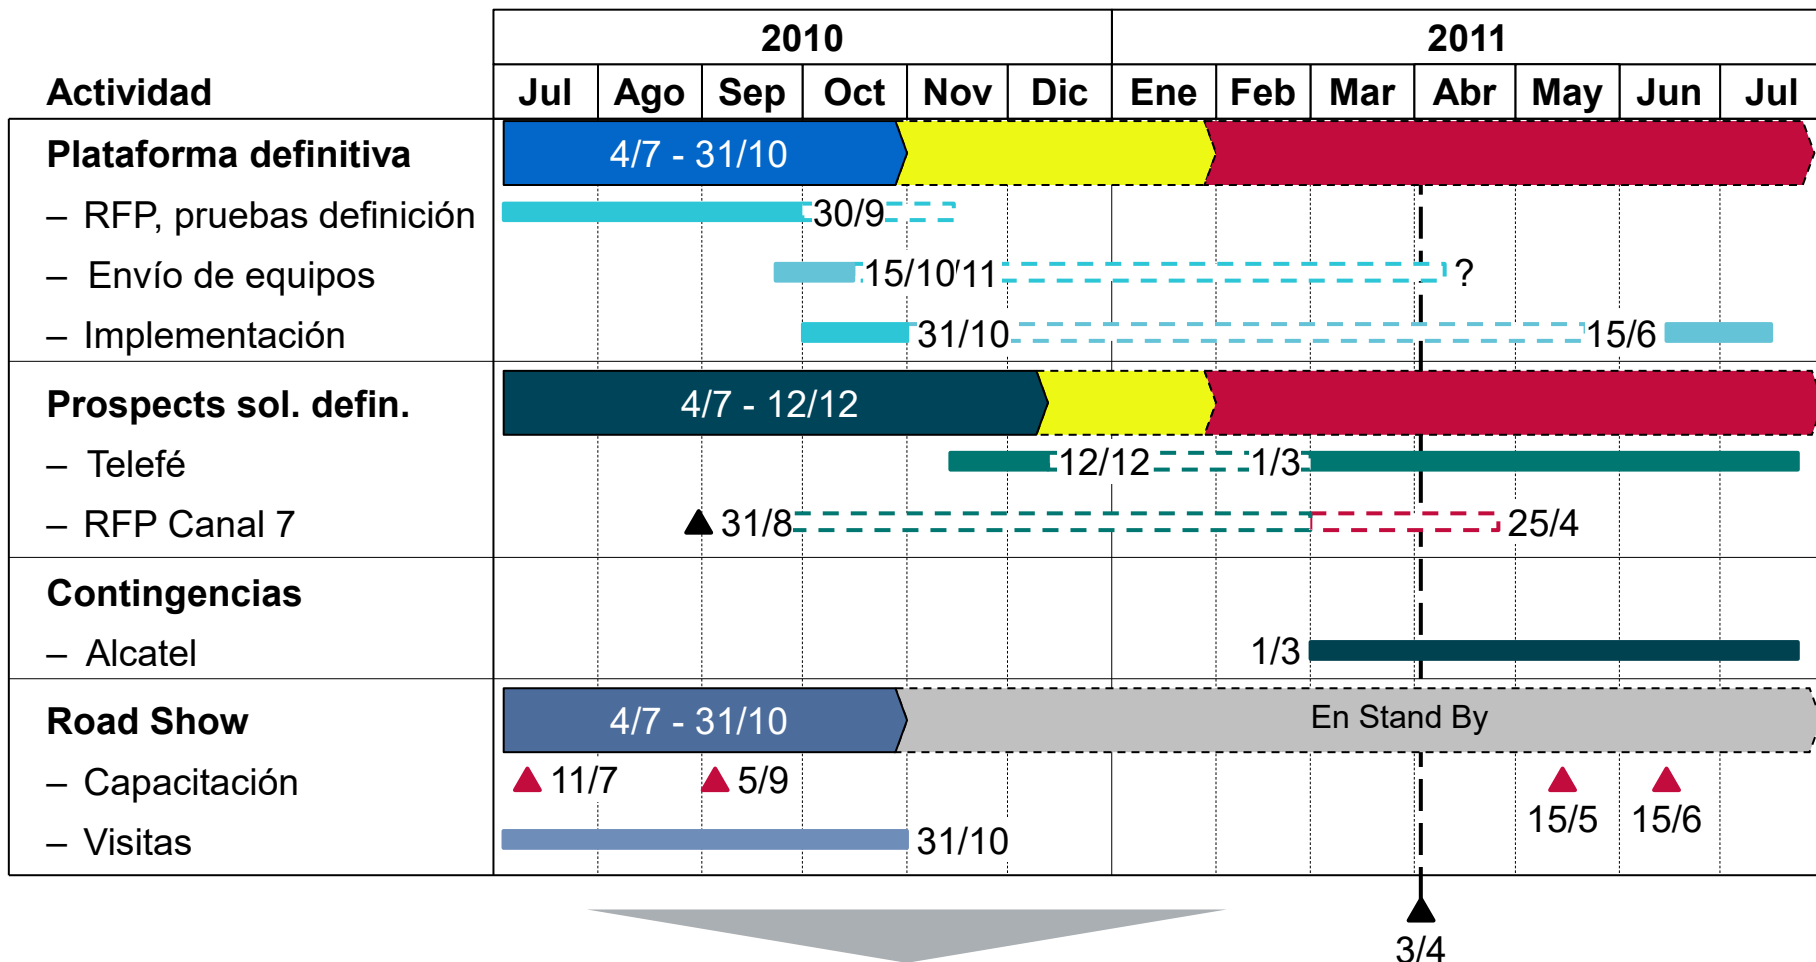 2010 2011
Actividad Jul Ago Sep Oct Nov Dic Ene Feb Mar Abr May Jun Jul
Plataforma definitiva 4/7 - 31/10
– RFP, pruebas definición 30/9
– Envío de equipos 15/10 /11 ?
– Implementación 31/10 15/6
Prospects sol. defin. 4/7 - 12/12
– Telefé 12/12 1/3
– RFP Canal 7 31/8 25/4
Contingencias
– Alcatel 1/3
Road Show 4/7 - 31/10 En Stand By
– Capacitación 11/7 5/9 15/5 15/6
– Visitas 31/10
3/4